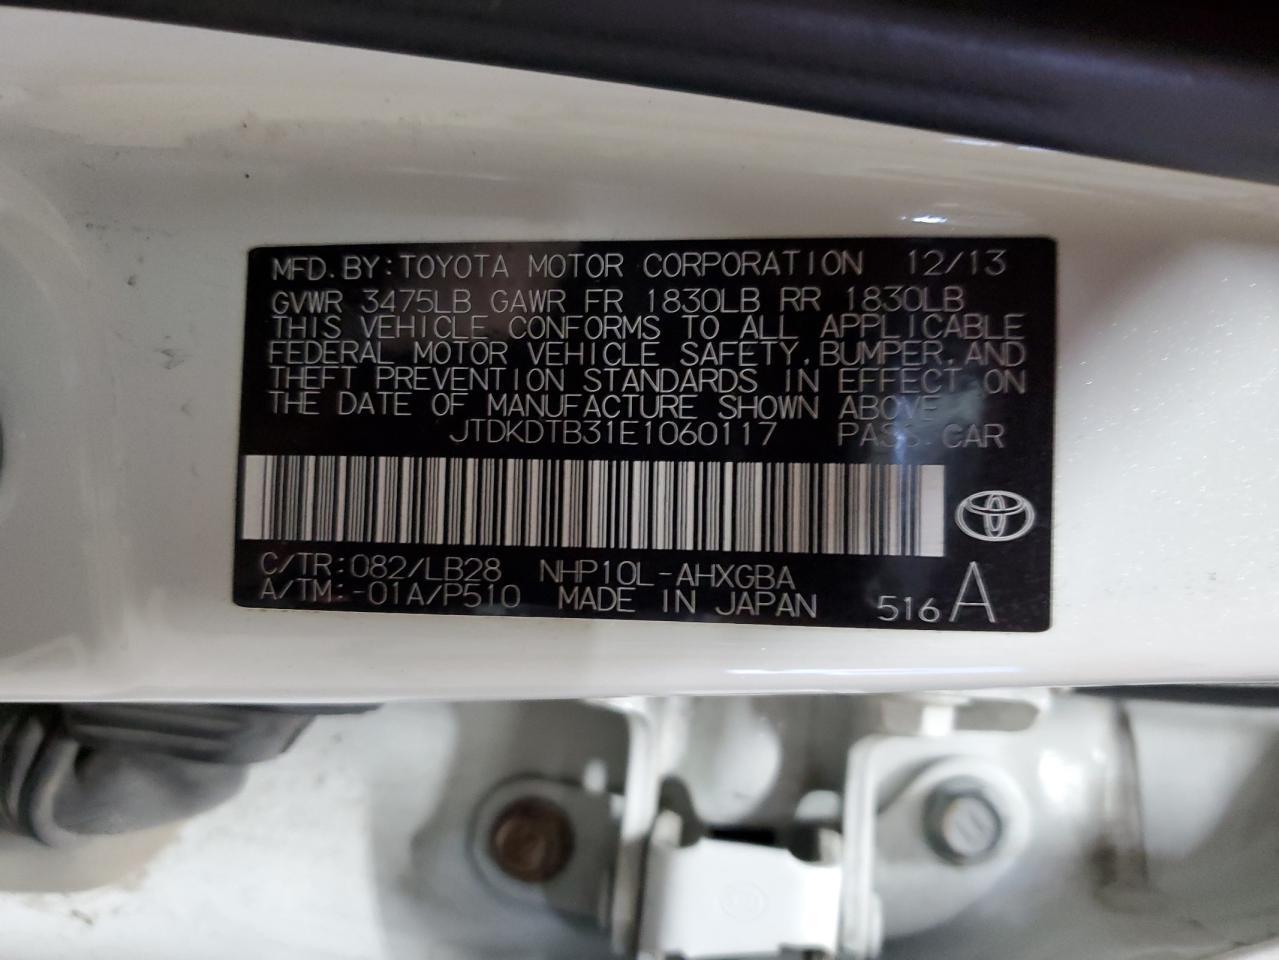 MFD. BY: TOYOTA MOTOR CORPORATION 12/13
GVWR 3475LB GAWR FR 1830LB RR 1830LB
THIS VEHICLE CONFORMS TO ALL APPLICABLE
FEDERAL MOTOR VEHICLE SAFETY, BUMPER, AND
THEFT PREVENTION STANDARDS IN EFFECT ON
THE DATE OF MANUFACTURE SHOWN ABOVE.
JTDKDTB31E1060117 PASS. CAR
C/TR: 082/LB28 NHP10L-AHXGBA
A/TM: -01A/P510 MADE IN JAPAN 516 A